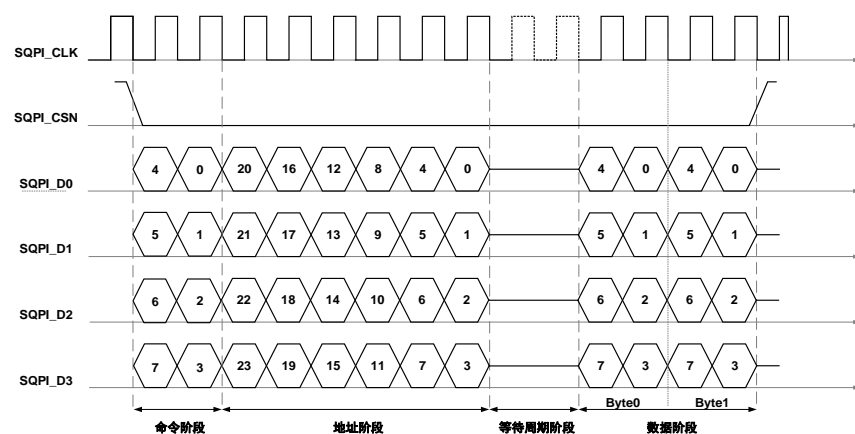 SQPI_CLK
SQPI_CSN
SQPI_D0 4 0 20 16 12 8 4 0 4 0 4 0
SQPI_D1 5 1 21 17 13 9 5 1 5 1 5 1
SQPI_D2 6 2 22 18 14 10 6 2 6 2 6 2
SQPI_D3 7 3 23 19 15 11 7 3 7 3 7 3
Byte0 Byte1
命令阶段 地址阶段 等待周期阶段 数据阶段